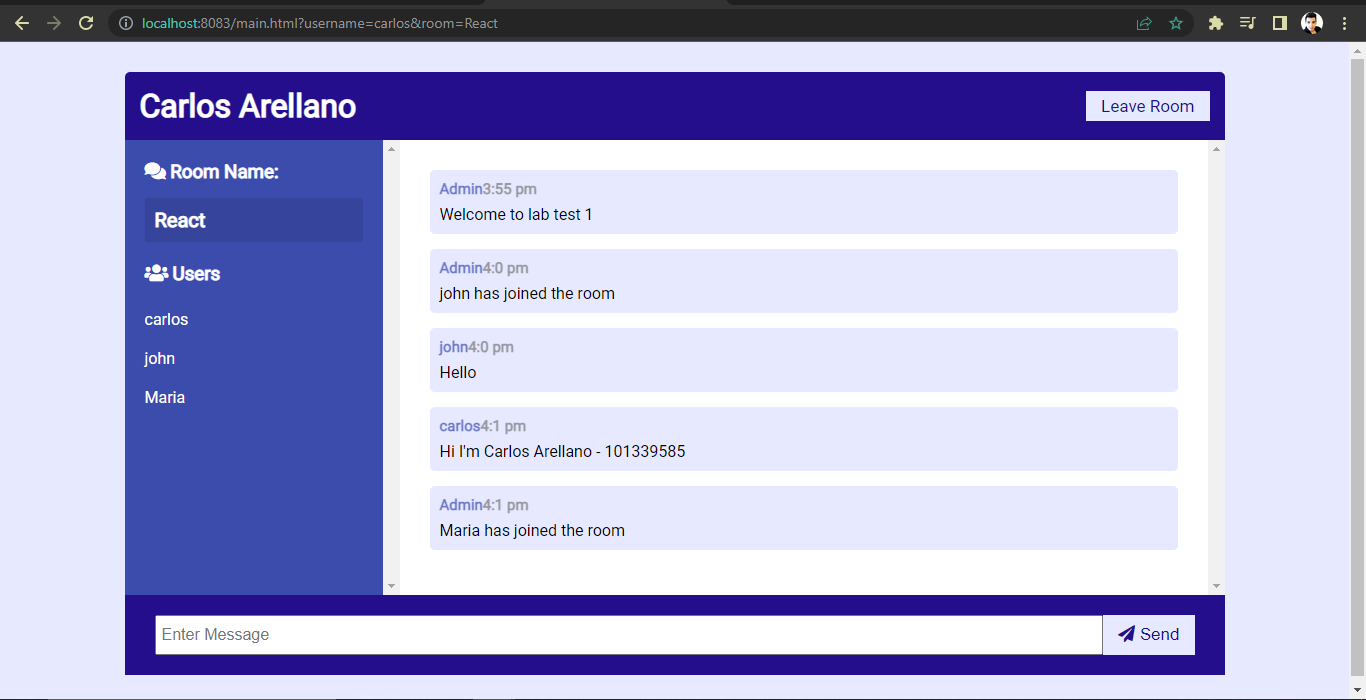 localhost:8083/main.html?username=carlos&room=React
Carlos Arellano
Leave Room
Room Name:
React
Users
carlos
john
Maria
Admin3:55 pm
Welcome to lab test 1
Admin4:0 pm
john has joined the room
john4:0 pm
Hello
carlos4:1 pm
Hi I'm Carlos Arellano - 101339585
Admin4:1 pm
Maria has joined the room
Enter Message
Send